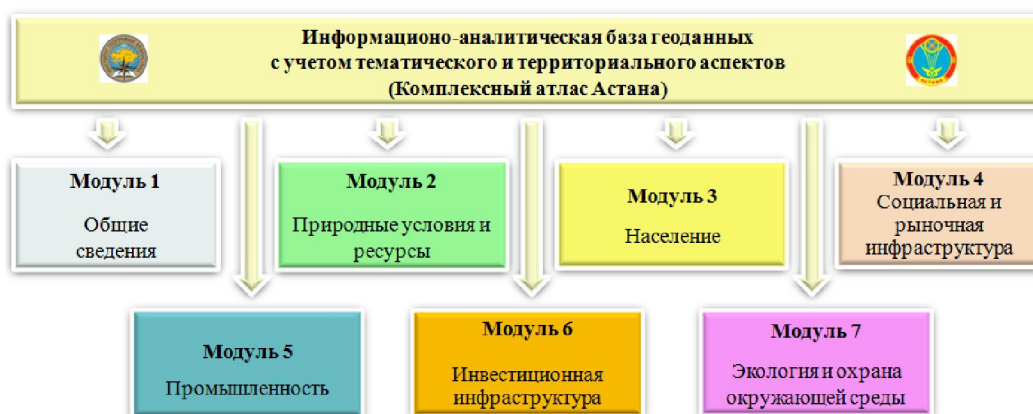 Информационо-аналитическая база геоданных
с учетом тематического и территориального аспектов
(Комплексный атлас Астана)
Модуль 1
Общие
сведения
Модуль 2
Природные условия и
ресурсы
Модуль 3
Население
Модуль 4
Социальная и
рыночная
инфраструктура
Модуль 5
Промышленность
Модуль 6
Инвестиционная
инфраструктура
Модуль 7
Экология и охрана
окружающей среды